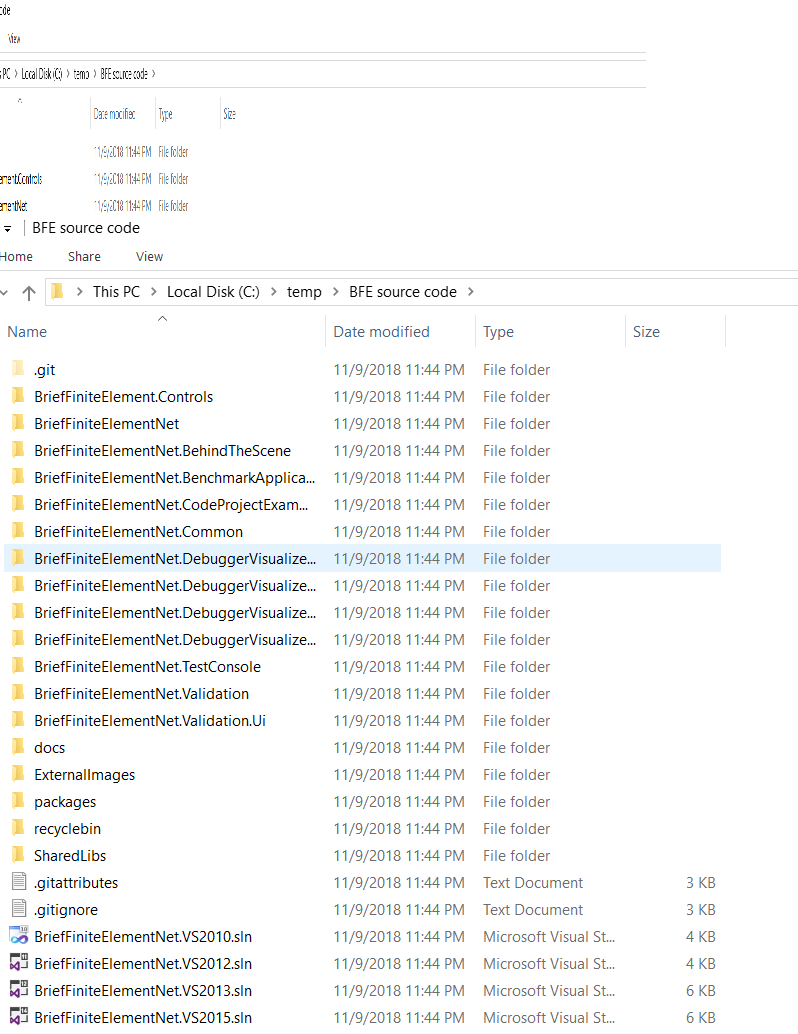 ode
View
s PC > Local Disk (C:) > temp > BFE source code >
Date modified Type Size
11/9/2018 11:44 PM File folder
ement.Controls 11/9/2018 11:44 PM File folder
ementNet 11/9/2018 11:44 PM File folder
BFE source code
Home Share View
This PC > Local Disk (C:) > temp > BFE source code >
Name Date modified Type Size
.git 11/9/2018 11:44 PM File folder
BriefFiniteElement.Controls 11/9/2018 11:44 PM File folder
BriefFiniteElementNet 11/9/2018 11:44 PM File folder
BriefFiniteElementNet.BehindTheScene 11/9/2018 11:44 PM File folder
BriefFiniteElementNet.BenchmarkApplica... 11/9/2018 11:44 PM File folder
BriefFiniteElementNet.CodeProjectExam... 11/9/2018 11:44 PM File folder
BriefFiniteElementNet.Common 11/9/2018 11:44 PM File folder
BriefFiniteElementNet.DebuggerVisualize... 11/9/2018 11:44 PM File folder
BriefFiniteElementNet.DebuggerVisualize... 11/9/2018 11:44 PM File folder
BriefFiniteElementNet.DebuggerVisualize... 11/9/2018 11:44 PM File folder
BriefFiniteElementNet.DebuggerVisualize... 11/9/2018 11:44 PM File folder
BriefFiniteElementNet.TestConsole 11/9/2018 11:44 PM File folder
BriefFiniteElementNet.Validation 11/9/2018 11:44 PM File folder
BriefFiniteElementNet.Validation.Ui 11/9/2018 11:44 PM File folder
docs 11/9/2018 11:44 PM File folder
ExternalImages 11/9/2018 11:44 PM File folder
packages 11/9/2018 11:44 PM File folder
recyclebin 11/9/2018 11:44 PM File folder
SharedLibs 11/9/2018 11:44 PM File folder
.gitattributes 11/9/2018 11:44 PM Text Document 3 KB
.gitignore 11/9/2018 11:44 PM Text Document 3 KB
BriefFiniteElementNet.VS2010.sln 11/9/2018 11:44 PM Microsoft Visual St... 4 KB
BriefFiniteElementNet.VS2012.sln 11/9/2018 11:44 PM Microsoft Visual St... 4 KB
BriefFiniteElementNet.VS2013.sln 11/9/2018 11:44 PM Microsoft Visual St... 6 KB
BriefFiniteElementNet.VS2015.sln 11/9/2018 11:44 PM Microsoft Visual St... 6 KB